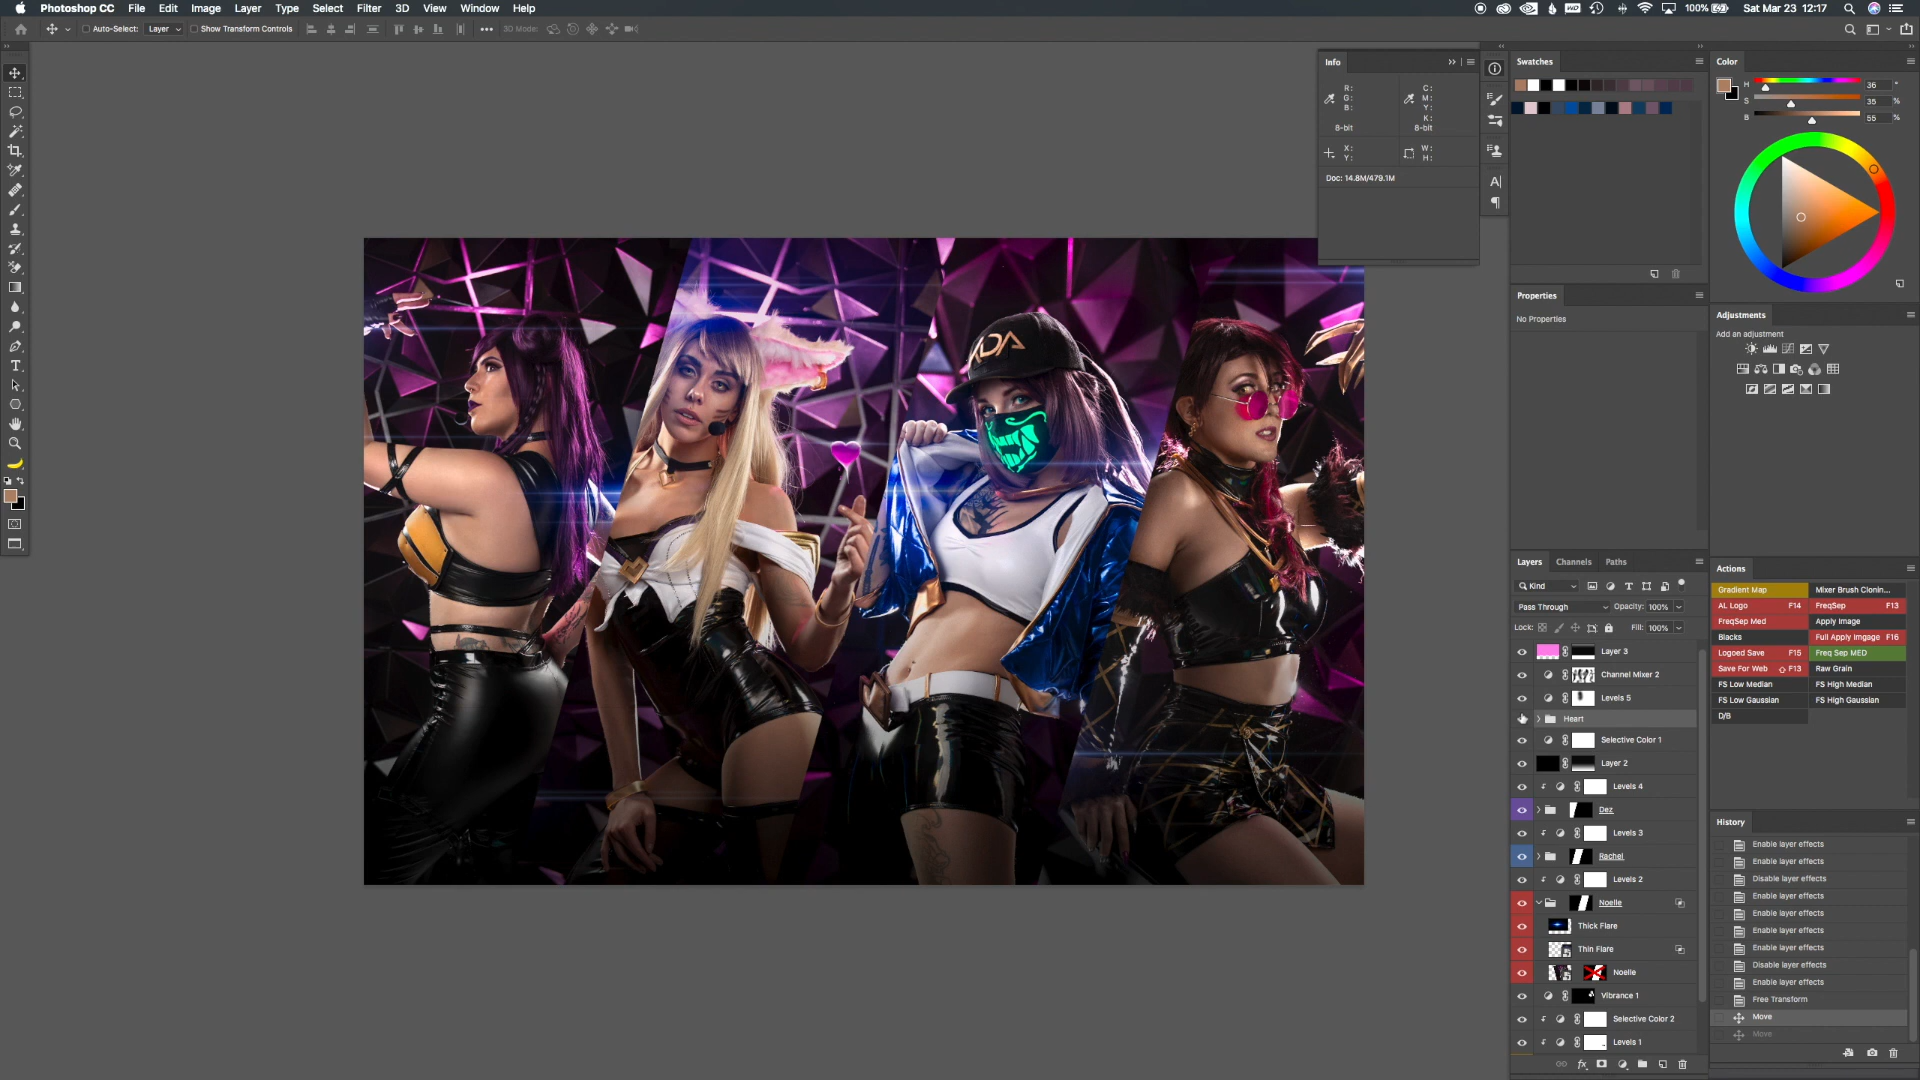 Photoshop CC File Edit Image Layer Type Select Filter 3D View Window Help
100% Sat Mar 23 12:17
Auto-Select: Layer Show Transform Controls 3D Mode:
Info
R:
G:
B:
C:
M:
Y:
K:
8-bit 8-bit
X:
Y:
W:
H:
Doc: 14.8M/479.1M
Swatches
Color
H 36 °
S 35 %
B 55 %
Properties
No Properties
Adjustments
Add an adjustment
KDA
Layers Channels Paths
Kind
Pass Through Opacity: 100%
Lock: Fill: 100%
Layer 3
Channel Mixer 2
Levels 5
Heart
Selective Color 1
Layer 2
Levels 4
Dez
Levels 3
Rachel
Levels 2
Noelle
Thick Flare
Thin Flare
Noelle
Vibrance 1
Selective Color 2
Levels 1
fx
Actions
Gradient Map Mixer Brush Clonin...
AL Logo F14 FreqSep F13
FreqSep Med Apply Image
Blacks Full Apply Imgage F16
Logoed Save F15 Freq Sep MED
Save For Web F13 Raw Grain
FS Low Median FS High Median
FS Low Gaussian FS High Gaussian
D/B
History
Enable layer effects
Enable layer effects
Disable layer effects
Enable layer effects
Enable layer effects
Enable layer effects
Enable layer effects
Disable layer effects
Enable layer effects
Free Transform
Move
Move